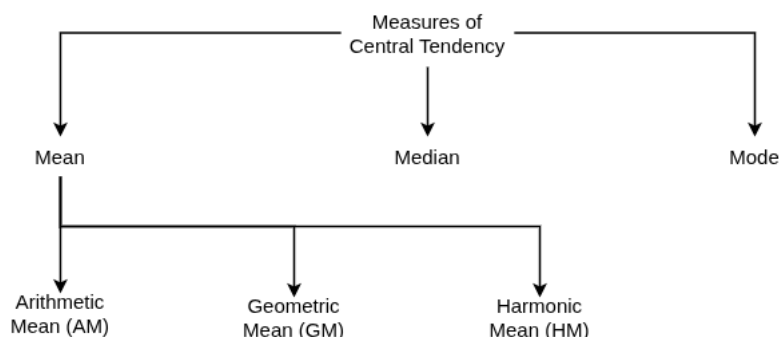 Measures of
Central Tendency
Mean
Median
Mode
Arithmetic
Mean (AM)
Geometric
Mean (GM)
Harmonic
Mean (HM)